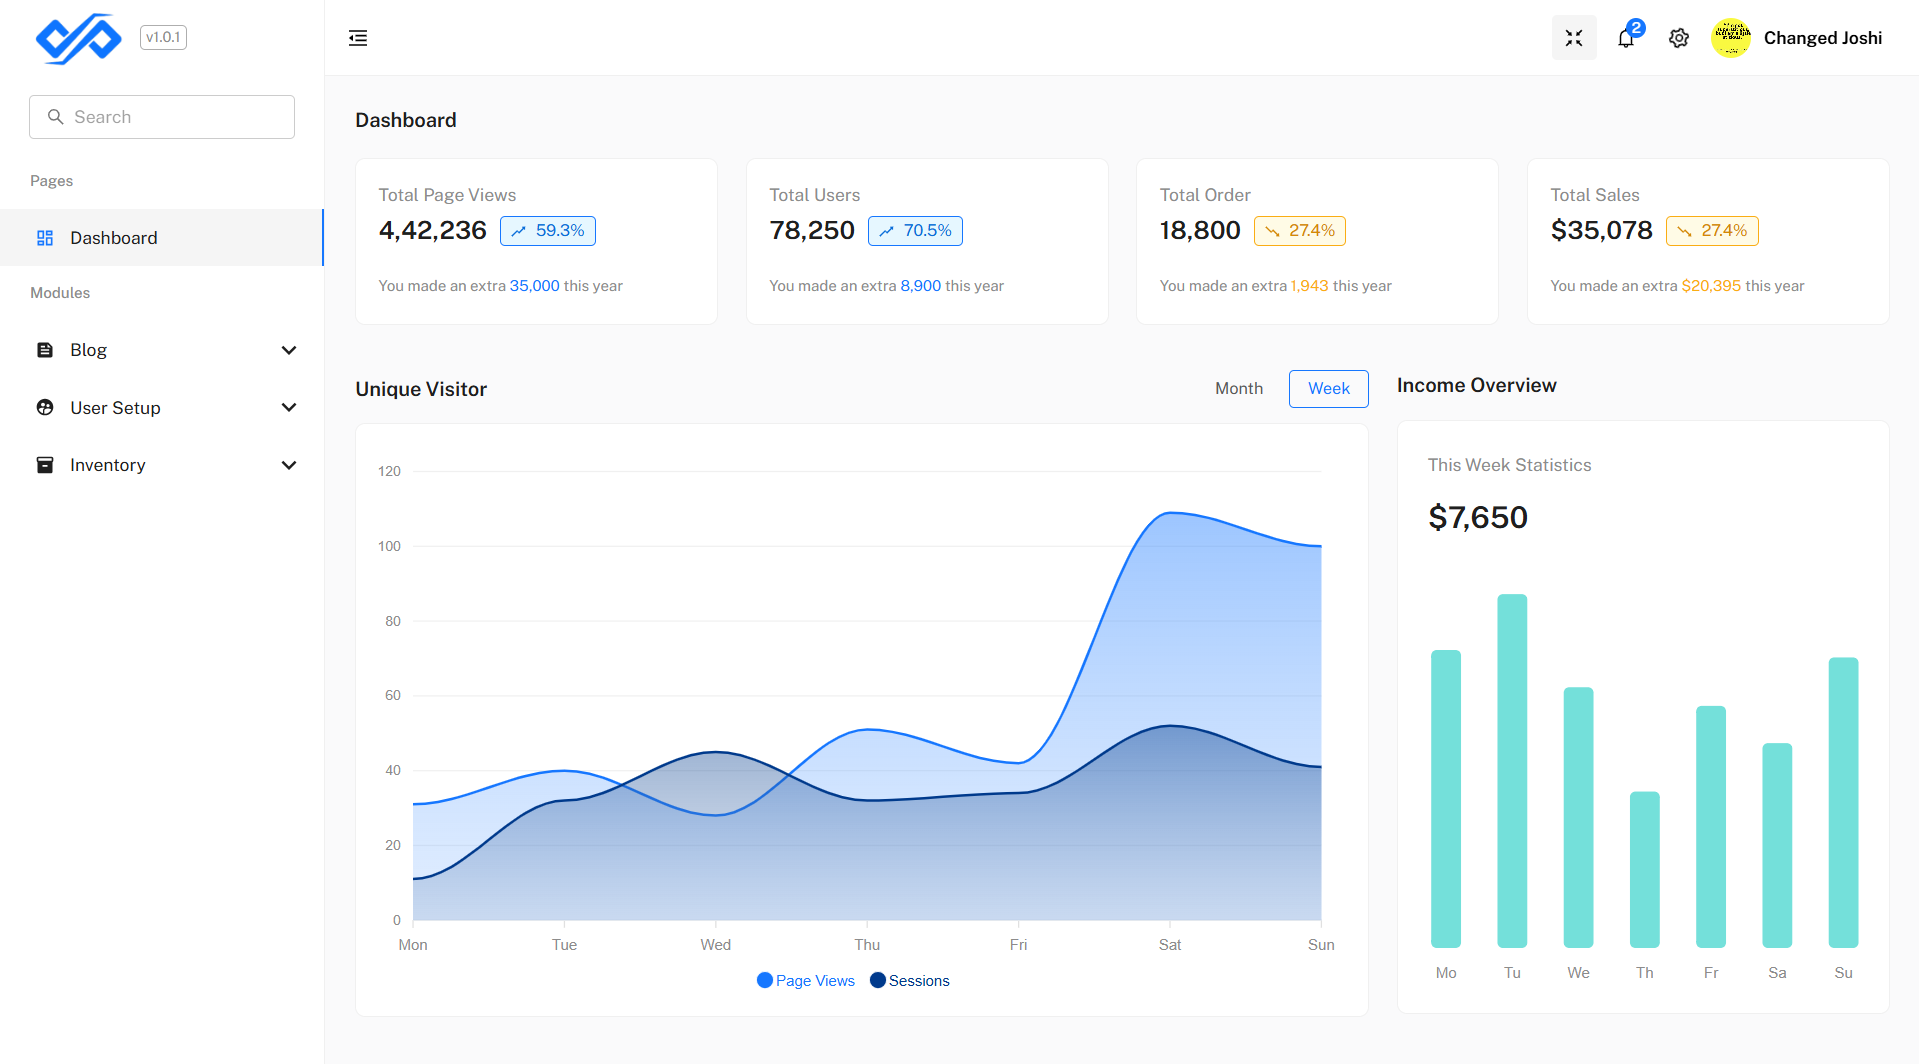 v1.0.1
2
Changed Joshi
Search
Pages
Dashboard
Modules
Blog
User Setup
Inventory
Dashboard
Total Page Views
4,42,236 59.3%
You made an extra 35,000 this year
Total Users
78,250 70.5%
You made an extra 8,900 this year
Total Order
18,800 27.4%
You made an extra 1,943 this year
Total Sales
$35,078 27.4%
You made an extra $20,395 this year
Unique Visitor
Month Week
120
100
80
60
40
20
0
Mon Tue Wed Thu Fri Sat Sun
Page Views Sessions
Income Overview
This Week Statistics
$7,650
Mo Tu We Th Fr Sa Su